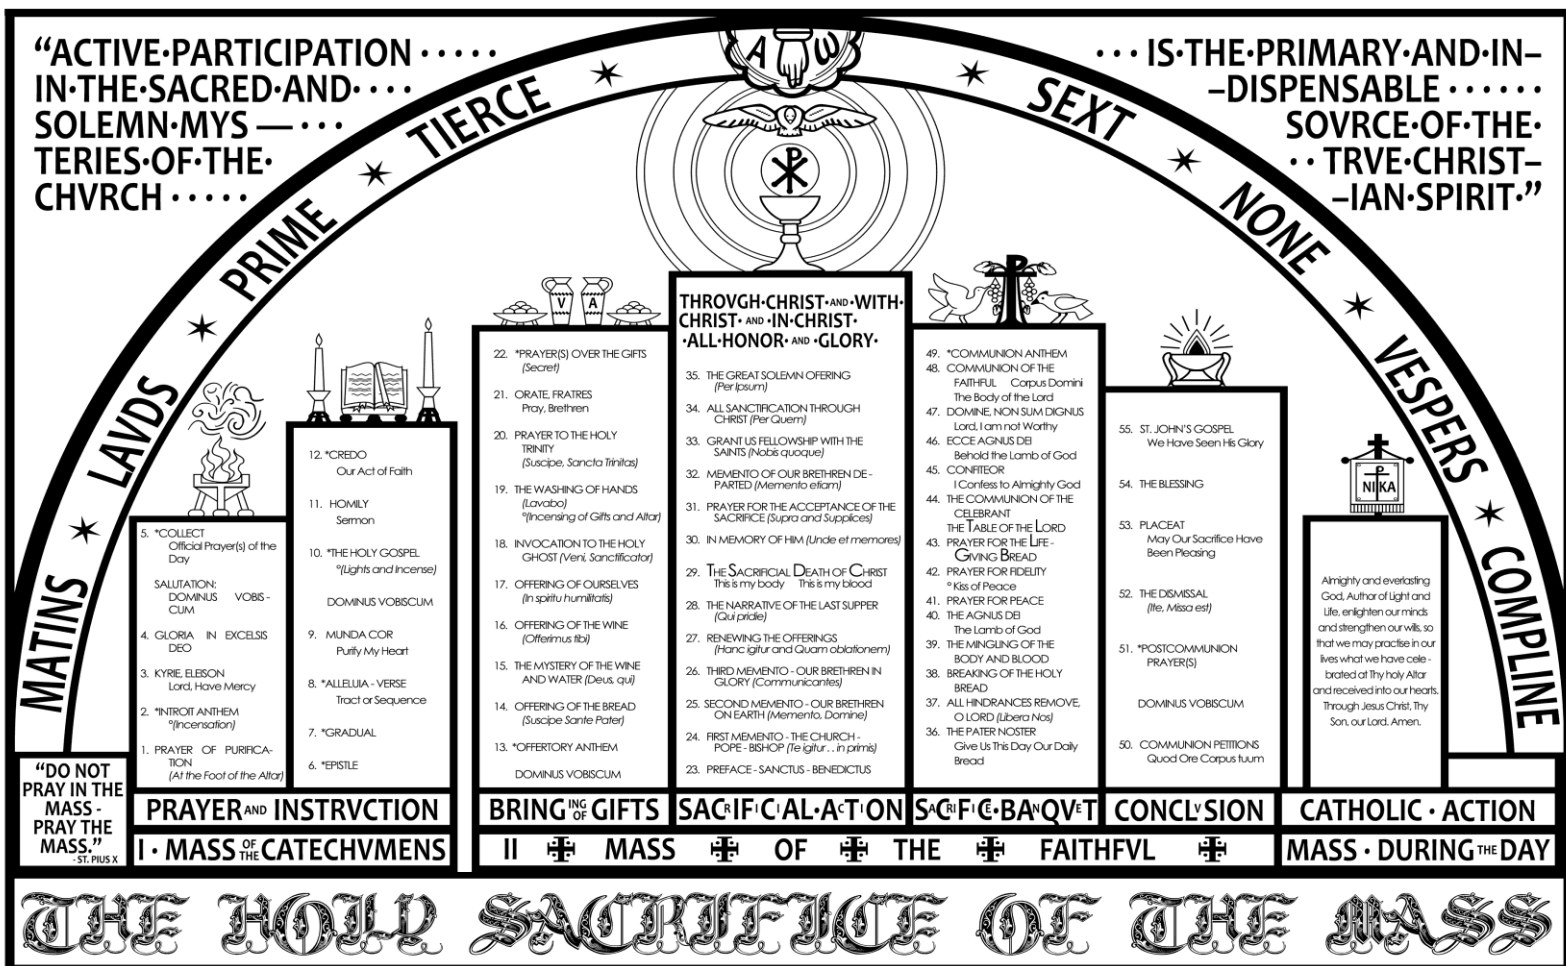 “ACTIVE·PARTICIPATION ·····
IN·THE·SACRED·AND····
SOLEMN·MYS — ···
TERIES·OF·THE·
CHVRCH ·····
··· IS·THE·PRIMARY·AND·IN–
–DISPENSABLE ······
SOVRCE·OF·THE·
·· TRVE·CHRIST–
–IAN·SPIRIT·”
MATINS ✶ LAVDS ✶ PRIME ✶ TIERCE ✶
A ω
✶ SEXT ✶ NONE ✶ VESPERS ✶ COMPLINE
5. *COLLECT
Official Prayer(s) of the
Day
SALUTATION:
DOMINUS VOBIS -
CUM
4. GLORIA IN EXCELSIS
DEO
3. KYRIE, ELEISON
Lord, Have Mercy
2. *INTROIT ANTHEM
°(Incensation)
1. PRAYER OF PURIFICA-
TION
(At the Foot of the Altar)
12. *CREDO
Our Act of Faith
11. HOMILY
Sermon
10. *THE HOLY GOSPEL
°(Lights and Incense)
DOMINUS VOBISCUM
9. MUNDA COR
Purify My Heart
8. *ALLELUIA - VERSE
Tract or Sequence
7. *GRADUAL
6. *EPISTLE
V A
22. *PRAYER(S) OVER THE GIFTS
(Secret)
21. ORATE, FRATRES
Pray, Brethren
20. PRAYER TO THE HOLY
TRINITY
(Suscipe, Sancta Trinitas)
19. THE WASHING OF HANDS
(Lavabo)
°(Incensing of Gifts and Altar)
18. INVOCATION TO THE HOLY
GHOST (Veni, Sanctificator)
17. OFFERING OF OURSELVES
(In spiritu humilitatis)
16. OFFERING OF THE WINE
(Offerimus tibi)
15. THE MYSTERY OF THE WINE
AND WATER (Deus, qui)
14. OFFERING OF THE BREAD
(Suscipe Sante Pater)
13. *OFFERTORY ANTHEM
DOMINUS VOBISCUM
THROVGH·CHRIST·AND·WITH·
CHRIST· AND ·IN·CHRIST·
·ALL·HONOR· AND ·GLORY·
35. THE GREAT SOLEMN OFERING
(Per Ipsum)
34. ALL SANCTIFICATION THROUGH
CHRIST (Per Quem)
33. GRANT US FELLOWSHIP WITH THE
SAINTS (Nobis quoque)
32. MEMENTO OF OUR BRETHREN DE -
PARTED (Memento etiam)
31. PRAYER FOR THE ACCEPTANCE OF THE
SACRIFICE (Supra and Supplices)
30. IN MEMORY OF HIM (Unde et memores)
29. THE SACRIFICIAL DEATH OF CHRIST
This is my body This is my blood
28. THE NARRATIVE OF THE LAST SUPPER
(Qui pridie)
27. RENEWING THE OFFERINGS
(Hanc igitur and Quam oblationem)
26. THIRD MEMENTO - OUR BRETHREN IN
GLORY (Communicantes)
25. SECOND MEMENTO - OUR BRETHREN
ON EARTH (Memento, Domine)
24. FIRST MEMENTO - THE CHURCH -
POPE - BISHOP (Te igitur . . in primis)
23. PREFACE - SANCTUS - BENEDICTUS
49. *COMMUNION ANTHEM
48. COMMUNION OF THE
FAITHFUL Corpus Domini
The Body of the Lord
47. DOMINE, NON SUM DIGNUS
Lord, I am not Worthy
46. ECCE AGNUS DEI
Behold the Lamb of God
45. CONFITEOR
I Confess to Almighty God
44. THE COMMUNION OF THE
CELEBRANT
THE TABLE OF THE LORD
43. PRAYER FOR THE LIFE -
GIVING BREAD
42. PRAYER FOR FIDELITY
° Kiss of Peace
41. PRAYER FOR PEACE
40. THE AGNUS DEI
The Lamb of God
39. THE MINGLING OF THE
BODY AND BLOOD
38. BREAKING OF THE HOLY
BREAD
37. ALL HINDRANCES REMOVE,
O LORD (Libera Nos)
36. THE PATER NOSTER
Give Us This Day Our Daily
Bread
55. ST. JOHN'S GOSPEL
We Have Seen His Glory
54. THE BLESSING
53. PLACEAT
May Our Sacrifice Have
Been Pleasing
52. THE DISMISSAL
(Ite, Missa est)
51. *POSTCOMMUNION
PRAYER(S)
DOMINUS VOBISCUM
50. COMMUNION PETITIONS
Quod Ore Corpus tuum
NIKA
Almighty and everlasting
God, Author of Light and
Life, enlighten our minds
and strengthen our wills, so
that we may practise in our
lives what we have cele -
brated at Thy holy Altar
and received into our hearts.
Through Jesus Christ, Thy
Son, our Lord. Amen.
“DO NOT
PRAY IN THE
MASS -
PRAY THE
MASS.”
- ST. PIUS X
PRAYER AND INSTRVCTION
BRINGING OF GIFTS
SACRIFICIAL·ACTION
SACRIFICE·BANQVET
CONCLVSION
CATHOLIC · ACTION
I · MASS OF THE CATECHVMENS
II ✠ MASS ✠ OF ✠ THE ✠ FAITHFVL ✠
MASS · DURING THE DAY
THE HOLY SACRIFICE OF THE MASS